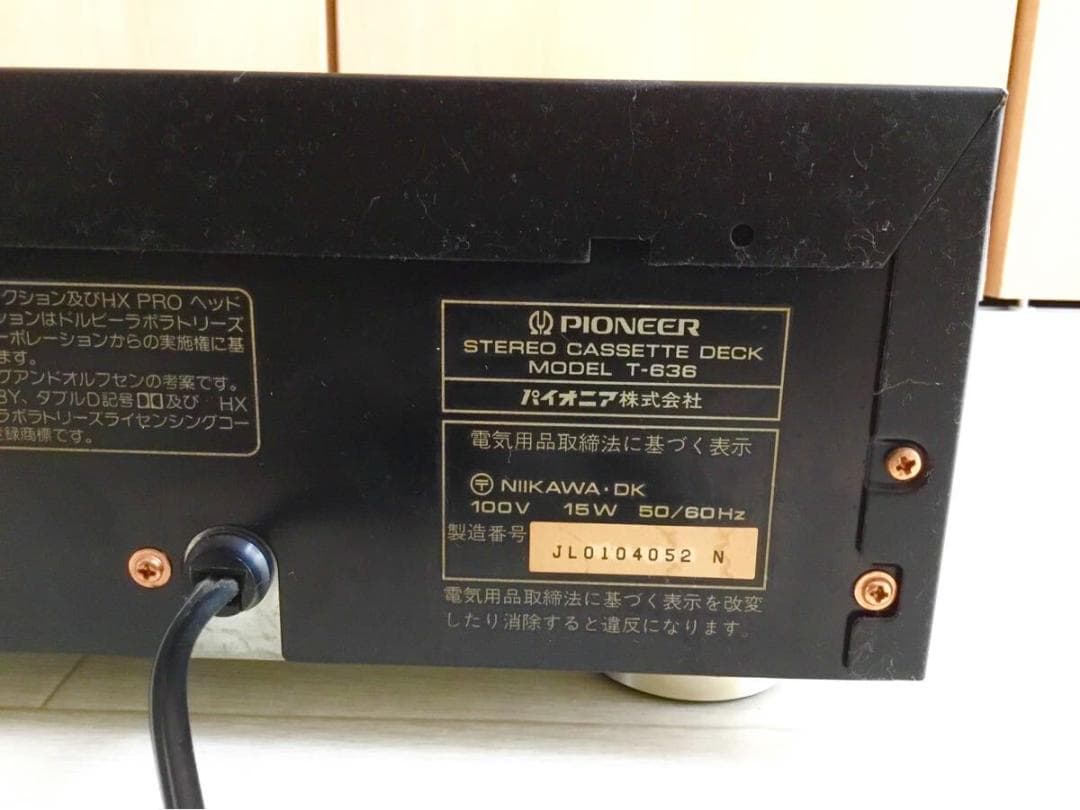 クション及びHX PRO ヘッド
ションはドルビーラボラトリーズ
ーポレーションからの実施権に基
ます。
グアンドオルフセンの考案です。
BY、ダブルD記号 及び HX
ラボラトリーズライセンシングコー
登録商標です。
PIONEER
STEREO CASSETTE DECK
MODEL T-636
パイオニア株式会社
電気用品取締法に基づく表示
〒 NIIKAWA・DK
100V 15W 50/60Hz
製造番号 JL0104052 N
電気用品取締法に基づく表示を改変
したり消除すると違反になります。